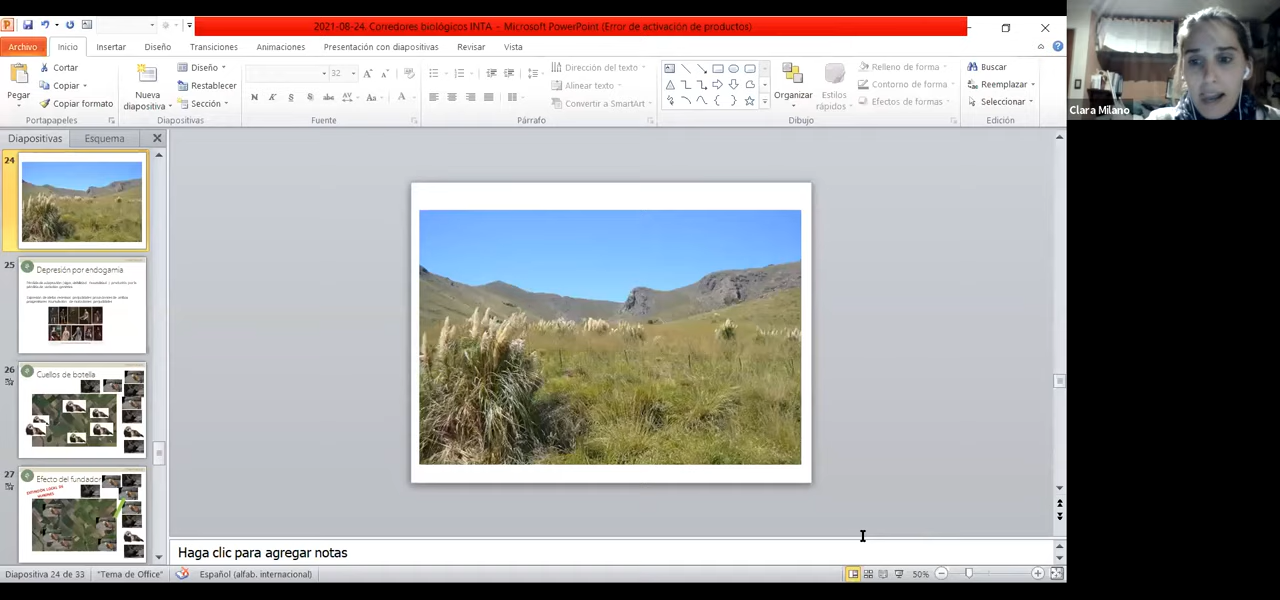 2021-08-24. Corredores biológicos INTA - Microsoft PowerPoint (Error de activación de productos)
Archivo Inicio Insertar Diseño Transiciones Animaciones Presentación con diapositivas Revisar Vista
Pegar
Cortar
Copiar
Copiar formato
Portapapeles
Nueva diapositiva
Diseño
Restablecer
Sección
Diapositivas
32
N K S abc AV Aa A
Fuente
Dirección del texto
Alinear texto
Convertir a SmartArt
Párrafo
Organizar
Estilos rápidos
Relleno de forma
Contorno de forma
Efectos de formas
Dibujo
Buscar
Reemplazar
Seleccionar
Edición
Clara Milano
Diapositivas Esquema
24
25
Depresión por endogamia
26
Cuellos de botella
27
Efecto del fundador
Haga clic para agregar notas
Diapositiva 24 de 33 "Tema de Office" Español (alfab. internacional) 50%